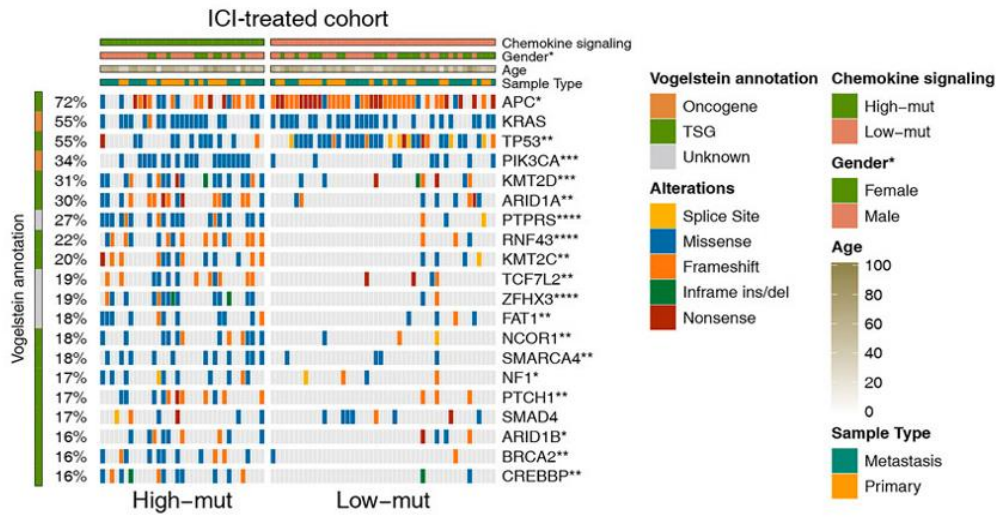 ICI-treated cohort
Chemokine signaling
Gender*
Age
Sample Type
72% APC*
55% KRAS
55% TP53**
34% PIK3CA***
31% KMT2D***
30% ARID1A**
27% PTPRS****
22% RNF43****
20% KMT2C**
19% TCF7L2**
19% ZFHX3****
18% FAT1**
18% NCOR1**
18% SMARCA4**
17% NF1*
17% PTCH1**
17% SMAD4
16% ARID1B*
16% BRCA2**
16% CREBBP**
Vogelstein annotation
High-mut Low-mut
Vogelstein annotation
Oncogene
TSG
Unknown
Alterations
Splice Site
Missense
Frameshift
Inframe ins/del
Nonsense
Chemokine signaling
High-mut
Low-mut
Gender*
Female
Male
Age
100
80
60
40
20
0
Sample Type
Metastasis
Primary